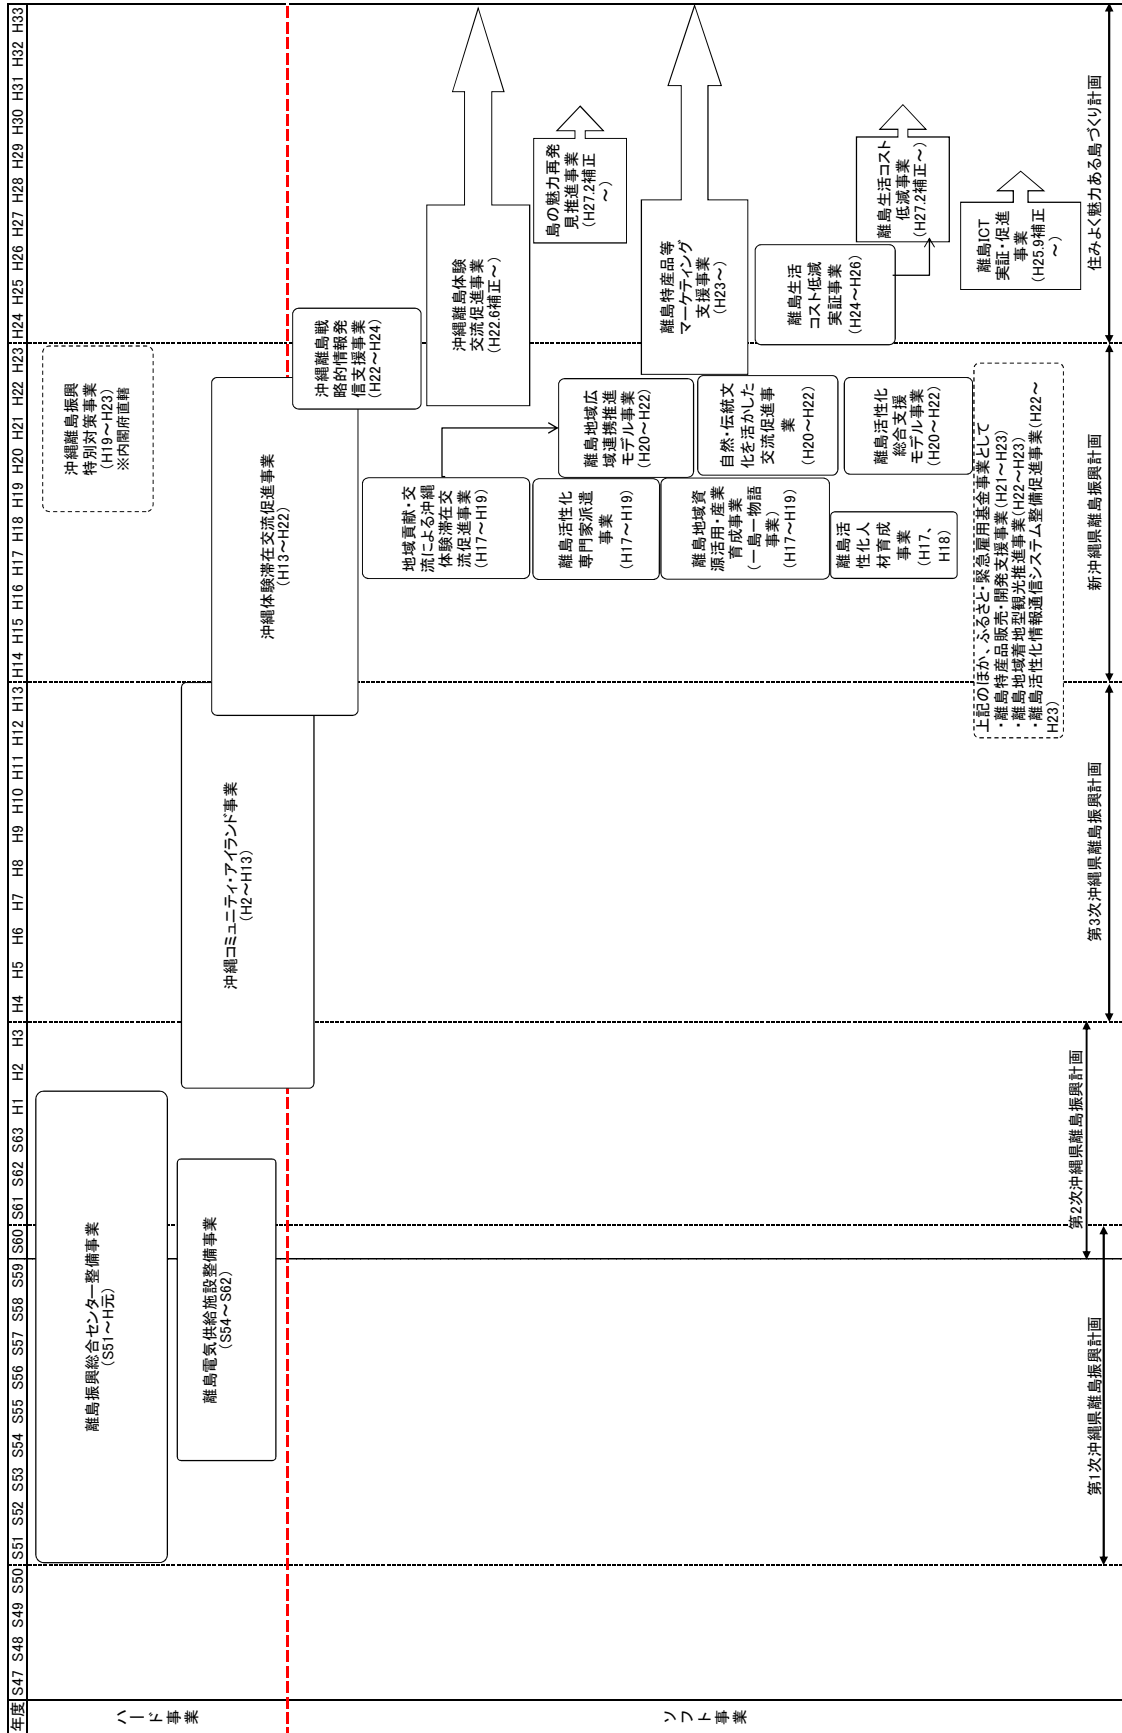 年度 S47 S48 S49 S50 S51 S52 S53 S54 S55 S56 S57 S58 S59 S60 S61 S62 S63 H1 H2 H3 H4 H5 H6 H7 H8 H9 H10 H11 H12 H13 H14 H15 H16 H17 H18 H19 H20 H21 H22 H23 H24 H25 H26 H27 H28 H29 H30 H31 H32 H33
ハード事業
離島振興総合センター整備事業
(S51～H元)
離島電気供給施設整備事業
(S54～S62)
沖縄コミュニティ・アイランド事業
(H2～H13)
沖縄離島振興
特別対策事業
(H19～H23)
※内閣府直轄
沖縄体験滞在交流促進事業
(H13～H22)
ソフト事業
沖縄離島戦
略的情報発
信支援事業
(H22～H24)
地域貢献・交
流による沖縄
体験滞在交
流促進事業
(H17～H19)
沖縄離島体験
交流促進事業
(H22.6補正～)
離島活性化
専門家派遣
事業
(H17～H19)
離島地域広
域連携推進
モデル事業
(H20～H22)
島の魅力再発
見推進事業
(H27.2補正
～)
離島地域資
源活用・産業
育成事業
(一島一物語
事業)
(H17～H19)
自然・伝統文
化を活かした
交流促進事
業
(H20～H22)
離島特産品等
マーケティング
支援事業
(H23～)
離島活
性化人
材育成
事業
(H17、
H18)
離島活性化
総合支援
モデル事業
(H20～H22)
離島生活
コスト低減
実証事業
(H24～H26)
離島生活コスト
低減事業
(H27.2補正～)
離島ICT
実証・促進
事業
(H25.9補正
～)
上記のほか、ふるさと・緊急雇用基金事業として
・離島特産品販売・開発支援事業(H21～H23)
・離島地域着地型観光推進事業(H22～H23)
・離島活性化情報通信システム整備促進事業(H22～
H23)
第1次沖縄県離島振興計画
第2次沖縄県離島振興計画
第3次沖縄県離島振興計画
新沖縄県離島振興計画
住みよく魅力ある島づくり計画